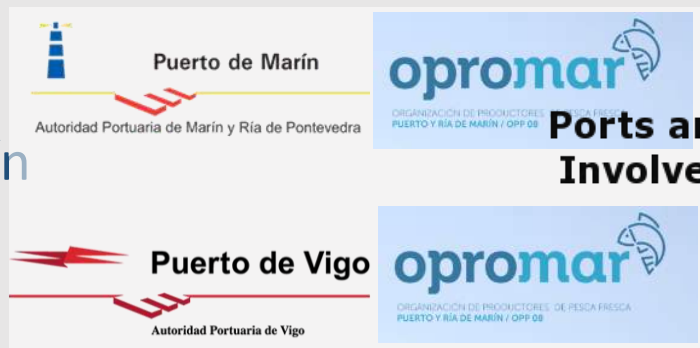 Puerto de Marín
Autoridad Portuaria de Marín y Ría de Pontevedra
opromar
ORGANIZACIÓN DE PRODUCTORES DE PESCA FRESCA
PUERTO Y RÍA DE MARÍN / OPP 08
Ports ar
Involve
n
Puerto de Vigo
Autoridad Portuaria de Vigo
opromar
ORGANIZACIÓN DE PRODUCTORES DE PESCA FRESCA
PUERTO Y RÍA DE MARÍN / OPP 08